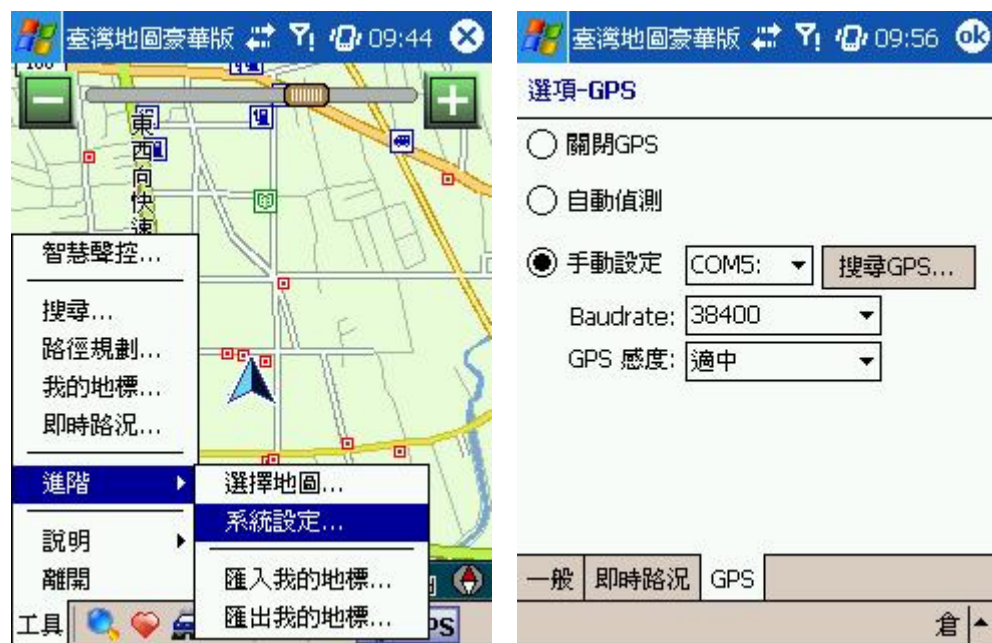 臺灣地圖豪華版 09:44
東西向快速
智慧聲控...
搜尋...
路徑規劃...
我的地標...
即時路況...
進階
說明
離開
選擇地圖...
系統設定...
匯入我的地標...
匯出我的地標...
工具
PS
臺灣地圖豪華版 09:56 ok
選項-GPS
關閉GPS
自動偵測
手動設定 COM5: 搜尋GPS...
Baudrate: 38400
GPS 感度: 適中
一般 即時路況 GPS
倉